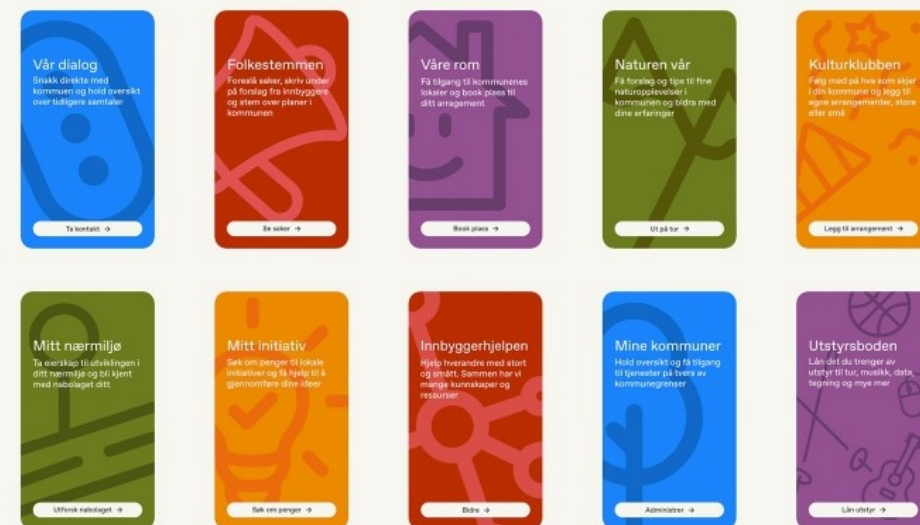 Vår dialog
Snakk direkte med
kommuen og hold oversikt
over tidligere samtaler
Ta kontakt →
Folkestemmen
Foreslå saker, skriv under
på forslag fra innbyggere
og stem over planer i
kommunen
Se saker →
Våre rom
Få tilgang til kommunenes
lokaler og book plass til
ditt arragement
Book plass →
Naturen vår
Få forslag og tips til fine
naturopplevelser i
kommunen og bidra med
dine erfaringer
Ut på tur →
Kulturklubben
Følg med på hva som skjer
i din kommune og legg til
egne arrangementer, store
eller små
Legg til arrangement →
Mitt nærmiljø
Ta eierskap til utviklingen i
ditt nærmiljø og bli kjent
med nabolaget ditt
Utforsk nabolaget →
Mitt initiativ
Søk om penger til lokale
initiativer og få hjelp til å
gjennomføre dine ideer
Søk om penger →
Innbyggerhjelpen
Hjelp hverandre med stort
og smått. Sammen har vi
mange kunnskaper og
ressurser
Bidra →
Mine kommuner
Hold oversikt og få tilgang
til tjenester på tvers av
kommunegrenser
Administrer →
Utstyrsboden
Lån det du trenger av
utstyr til tur, musikk, data,
tegning og mye mer
Lån utstyr →